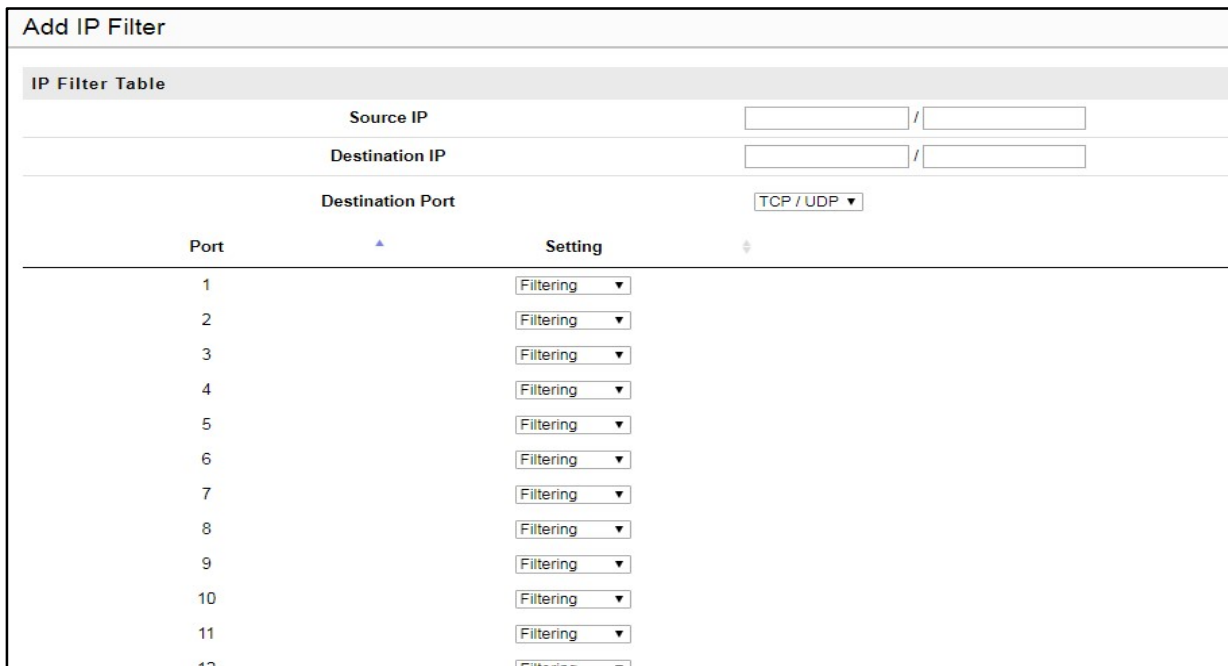 Add IP Filter
IP Filter Table
Source IP /
Destination IP /
Destination Port TCP / UDP
Port Setting
1 Filtering
2 Filtering
3 Filtering
4 Filtering
5 Filtering
6 Filtering
7 Filtering
8 Filtering
9 Filtering
10 Filtering
11 Filtering